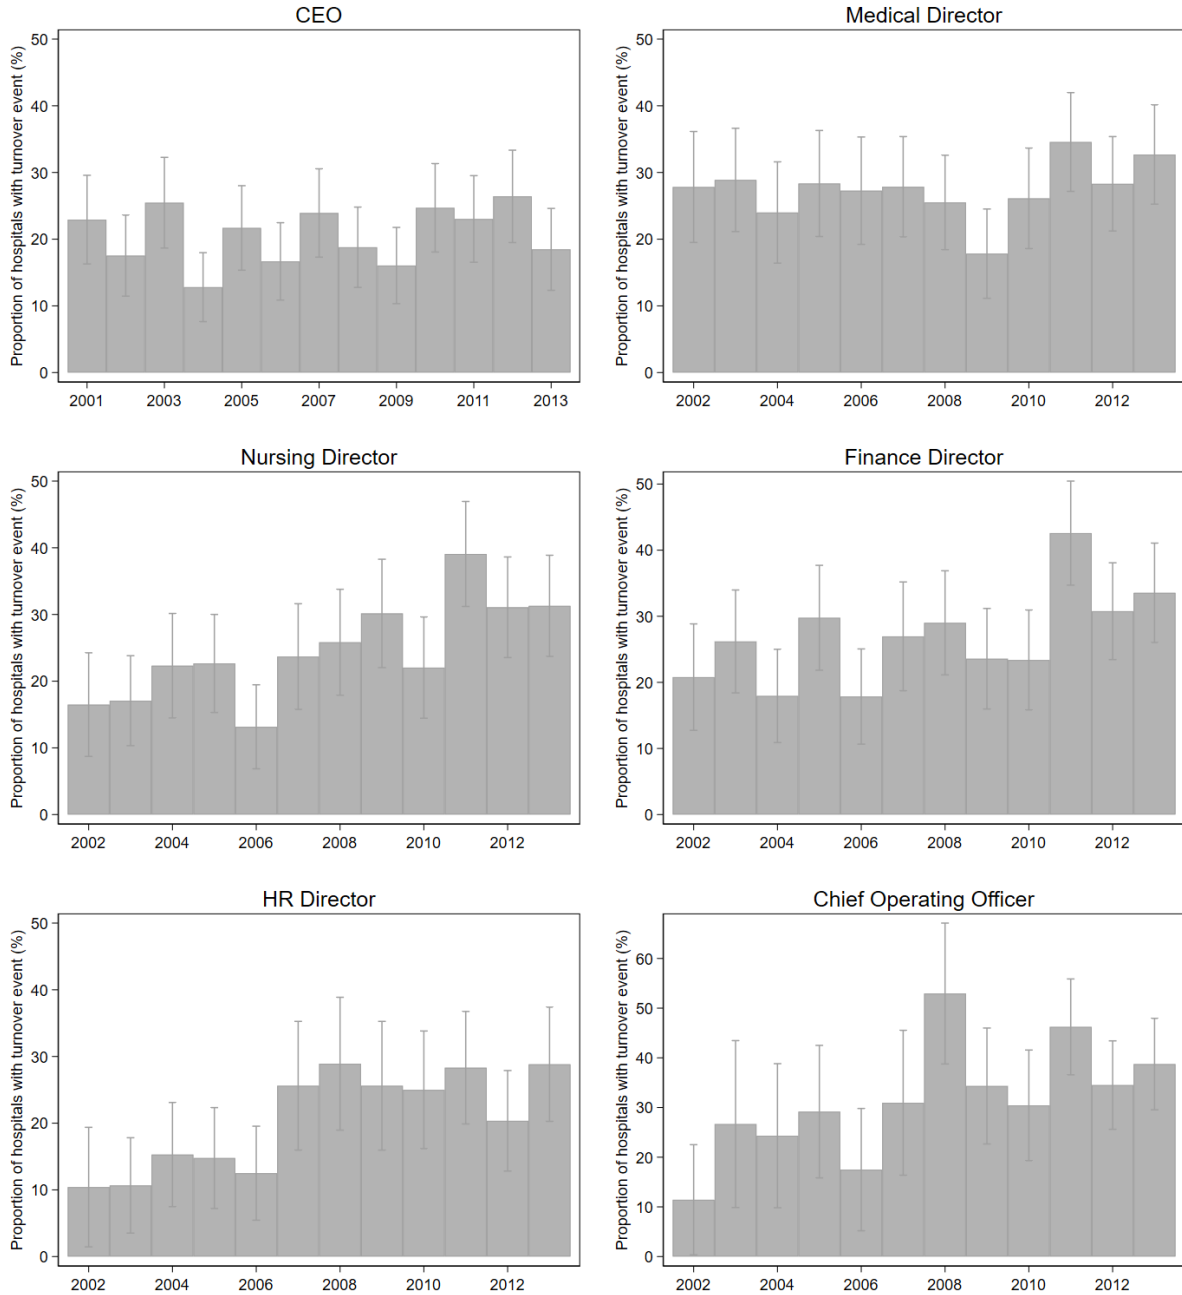 CEO
Proportion of hospitals with turnover event (%)
50
40
30
20
10
0
2001 2003 2005 2007 2009 2011 2013
Medical Director
Proportion of hospitals with turnover event (%)
50
40
30
20
10
0
2002 2004 2006 2008 2010 2012
Nursing Director
Proportion of hospitals with turnover event (%)
50
40
30
20
10
0
2002 2004 2006 2008 2010 2012
Finance Director
Proportion of hospitals with turnover event (%)
50
40
30
20
10
0
2002 2004 2006 2008 2010 2012
HR Director
Proportion of hospitals with turnover event (%)
50
40
30
20
10
0
2002 2004 2006 2008 2010 2012
Chief Operating Officer
Proportion of hospitals with turnover event (%)
60
50
40
30
20
10
0
2002 2004 2006 2008 2010 2012